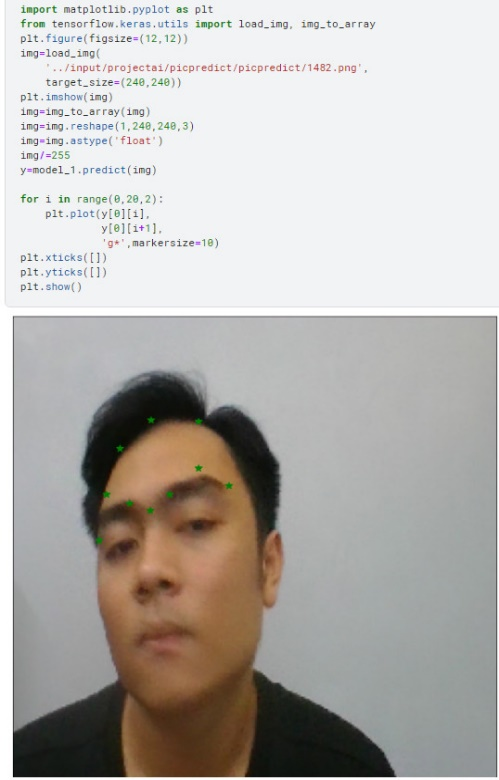 import matplotlib.pyplot as plt
from tensorflow.keras.utils import load_img, img_to_array
plt.figure(figsize=(12,12))
img=load_img(
    '../input/projectai/picpredict/picpredict/1482.png',
    target_size=(240,240))
plt.imshow(img)
img=img_to_array(img)
img=img.reshape(1,240,240,3)
img=img.astype('float')
img/=255
y=model_1.predict(img)

for i in range(0,20,2):
    plt.plot(y[0][i],
             y[0][i+1],
             'g*',markersize=10)
plt.xticks([])
plt.yticks([])
plt.show()